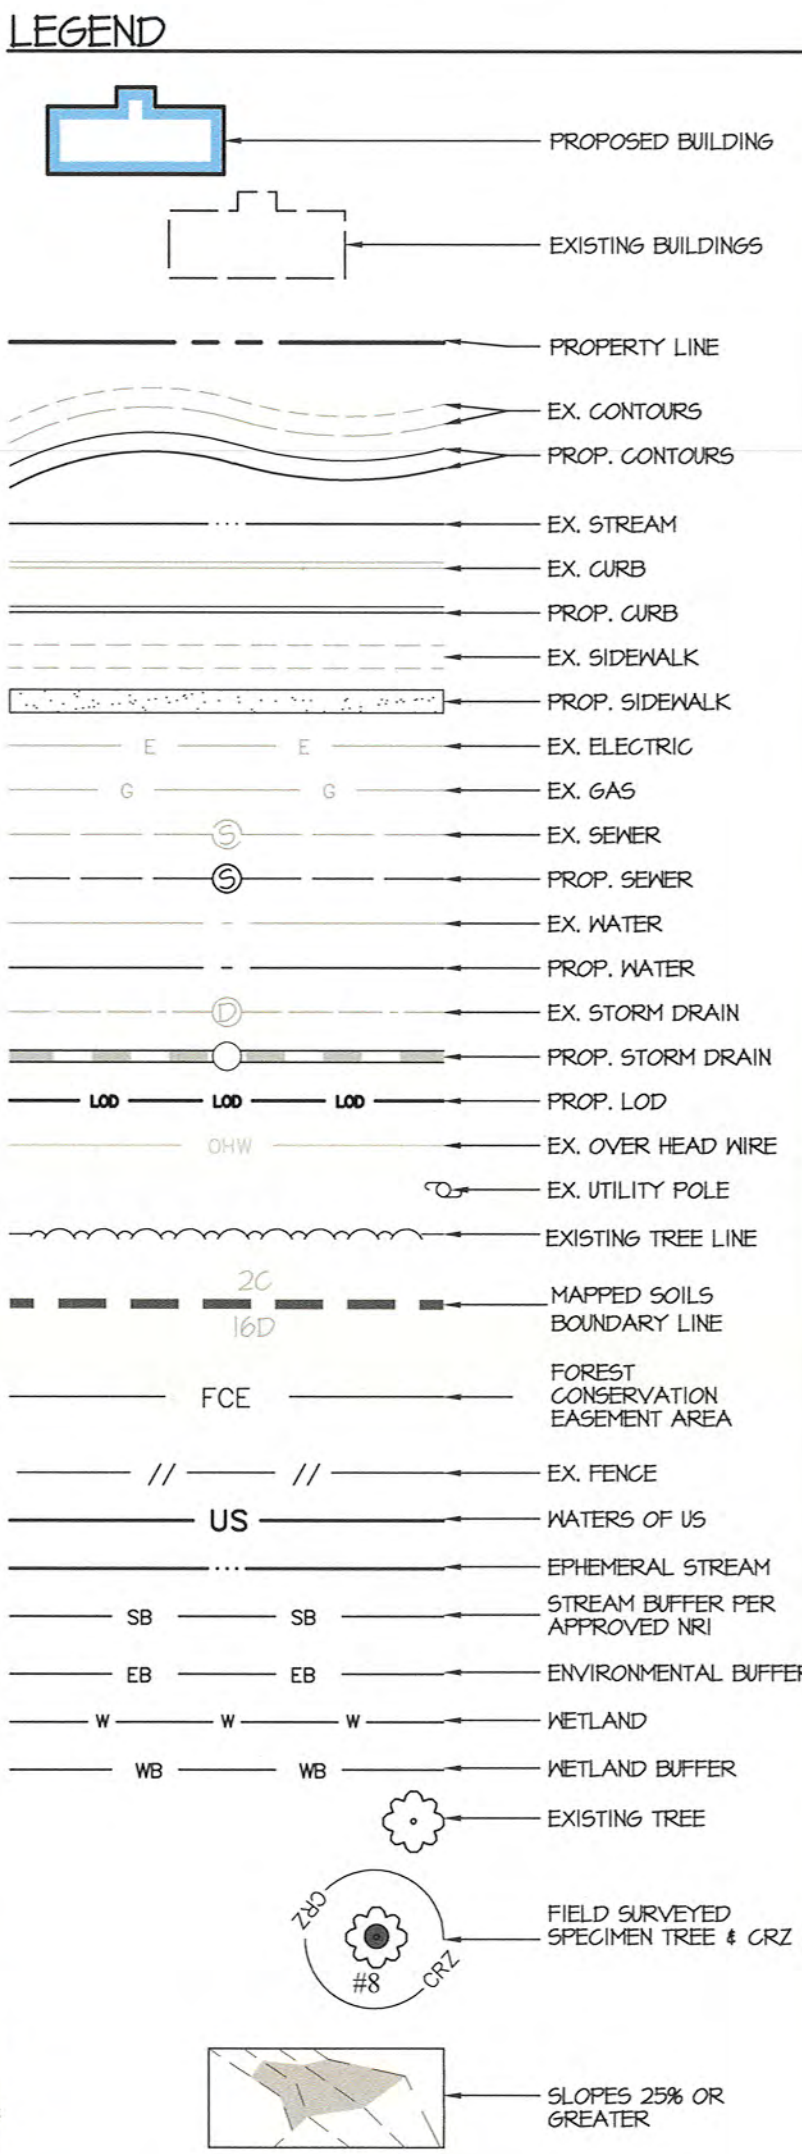 LEGEND
PROPOSED BUILDING
EXISTING BUILDINGS
PROPERTY LINE
EX. CONTOURS
PROP. CONTOURS
EX. STREAM
EX. CURB
PROP. CURB
EX. SIDEWALK
PROP. SIDEWALK
E E EX. ELECTRIC
G G EX. GAS
S EX. SEWER
S PROP. SEWER
EX. WATER
PROP. WATER
D EX. STORM DRAIN
PROP. STORM DRAIN
LOD LOD LOD PROP. LOD
OHW EX. OVER HEAD WIRE
EX. UTILITY POLE
EXISTING TREE LINE
2C
16D
MAPPED SOILS
BOUNDARY LINE
FCE
FOREST
CONSERVATION
EASEMENT AREA
// // EX. FENCE
US WATERS OF US
EPHEMERAL STREAM
SB SB
STREAM BUFFER PER
APPROVED NRI
EB EB ENVIRONMENTAL BUFFER
W W W WETLAND
WB WB WETLAND BUFFER
EXISTING TREE
CRZ
CRZ
#8
FIELD SURVEYED
SPECIMEN TREE & CRZ
SLOPES 25% OR
GREATER